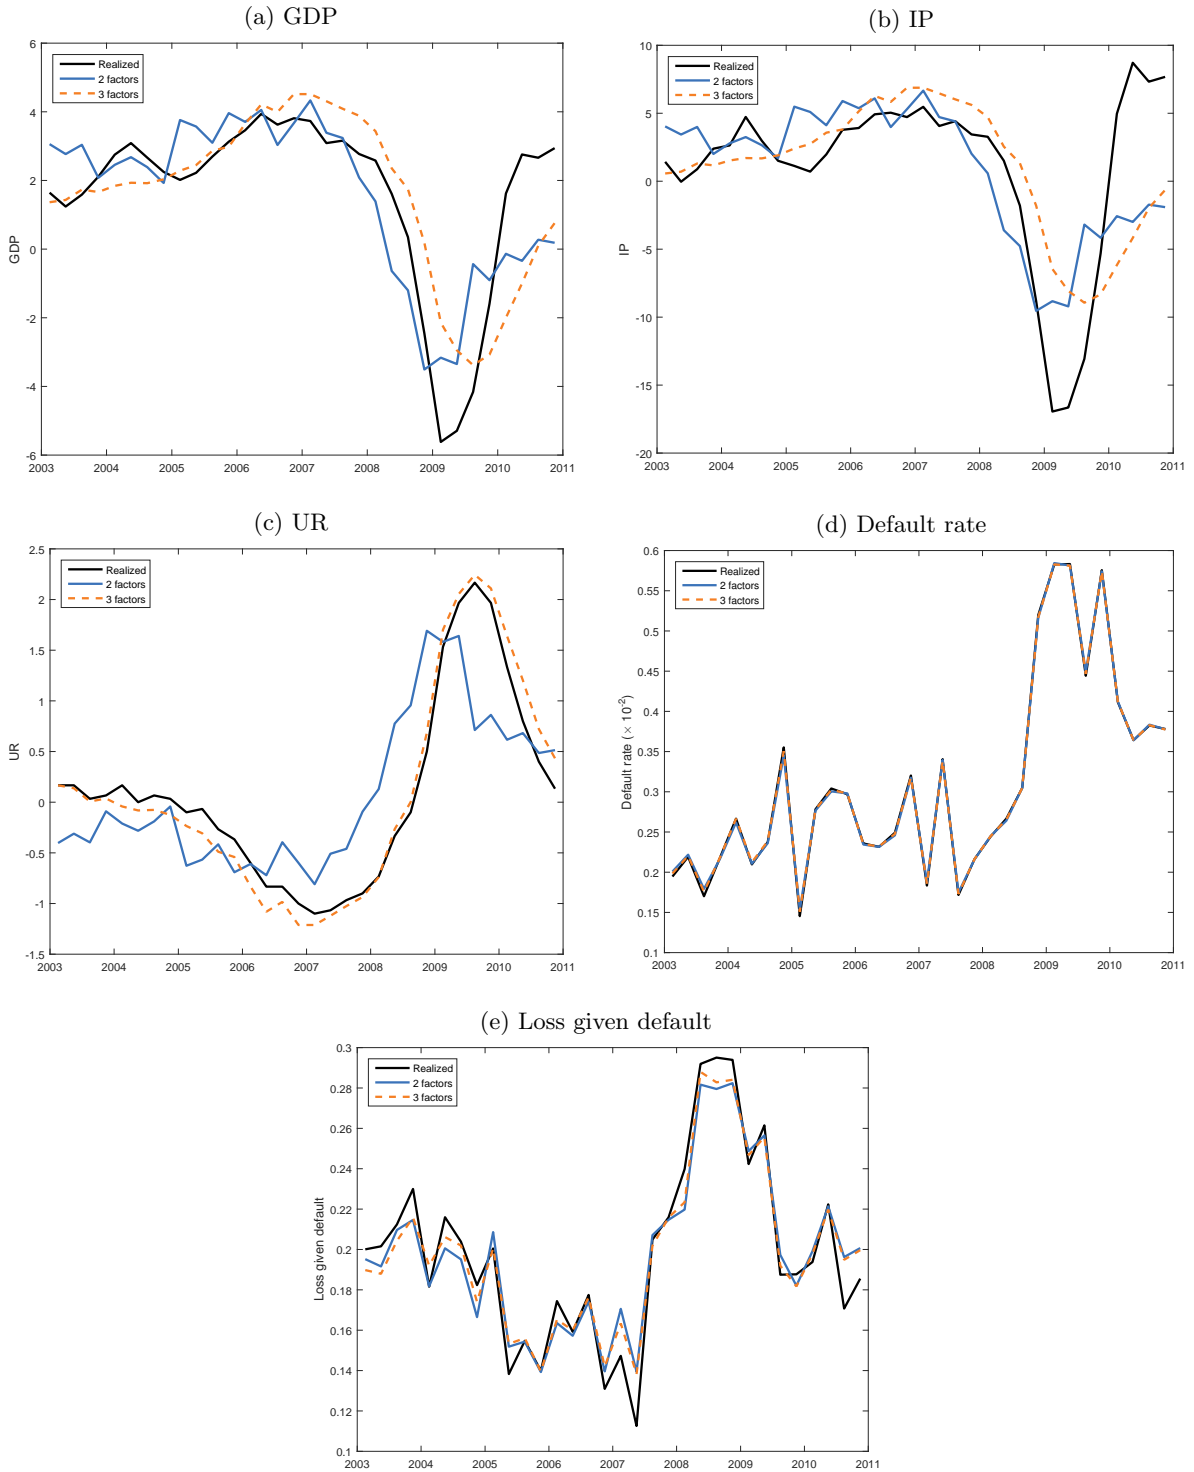 (a) GDP
6
4
2
0
-2
-4
-6
GDP
Realized
2 factors
3 factors
2003 2004 2005 2006 2007 2008 2009 2010 2011
(b) IP
10
5
0
-5
-10
-15
-20
IP
Realized
2 factors
3 factors
2003 2004 2005 2006 2007 2008 2009 2010 2011
(c) UR
2.5
2
1.5
1
0.5
0
-0.5
-1
-1.5
UR
Realized
2 factors
3 factors
2003 2004 2005 2006 2007 2008 2009 2010 2011
(d) Default rate
0.6
0.55
0.5
0.45
0.4
0.35
0.3
0.25
0.2
0.15
0.1
Default rate (× 10⁻²)
Realized
2 factors
3 factors
2003 2004 2005 2006 2007 2008 2009 2010 2011
(e) Loss given default
0.3
0.28
0.26
0.24
0.22
0.2
0.18
0.16
0.14
0.12
0.1
Loss given default
Realized
2 factors
3 factors
2003 2004 2005 2006 2007 2008 2009 2010 2011